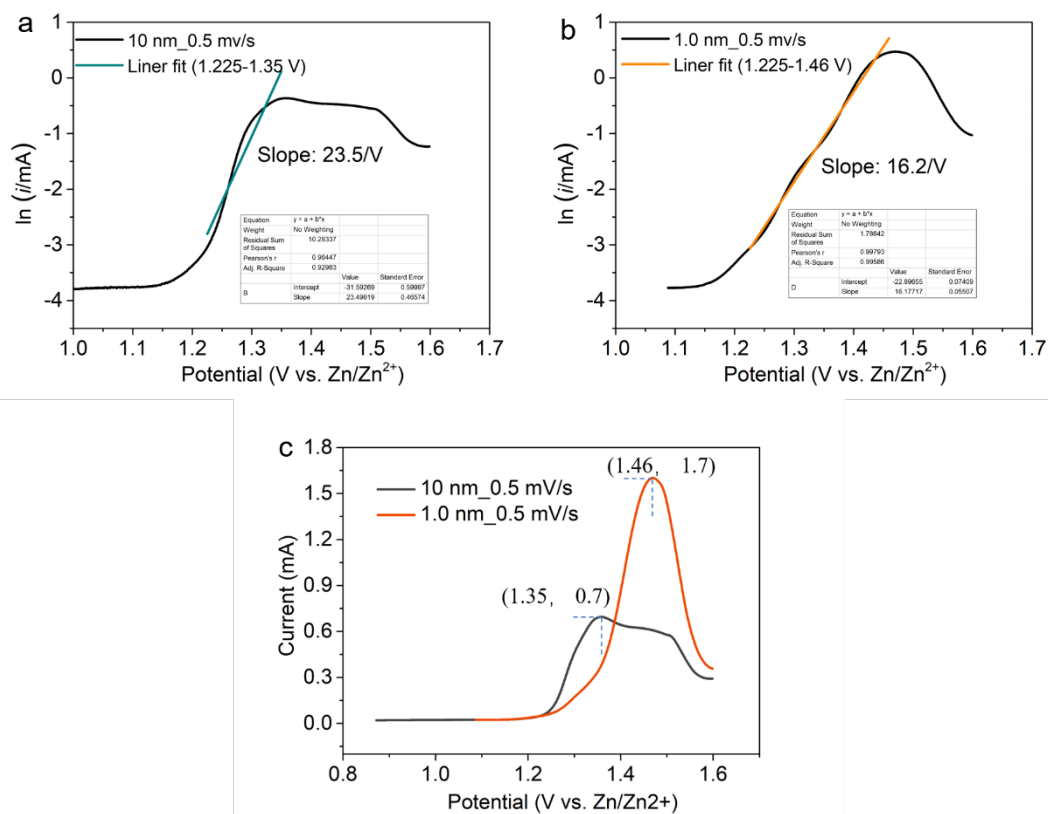 a
10 nm_0.5 mv/s
Liner fit (1.225-1.35 V)
Slope: 23.5/V
Equation y = a + b*x
Weight No Weighting
Residual Sum of Squares 10.28337
Pearson's r 0.96447
Adj. R-Square 0.92983
Value Standard Error
B Intercept -31.59269 0.59997
Slope 23.49619 0.46574
ln (i/mA)
1
0
-1
-2
-3
-4
1.0 1.1 1.2 1.3 1.4 1.5 1.6 1.7
Potential (V vs. Zn/Zn2+)
b
1.0 nm_0.5 mv/s
Liner fit (1.225-1.46 V)
Slope: 16.2/V
Equation y = a + b*x
Weight No Weighting
Residual Sum of Squares 1.78642
Pearson's r 0.99793
Adj. R-Square 0.99586
Value Standard Error
D Intercept -22.89655 0.07409
Slope 16.17717 0.05507
ln (i/mA)
1
0
-1
-2
-3
-4
1.0 1.1 1.2 1.3 1.4 1.5 1.6 1.7
Potential (V vs. Zn/Zn2+)
c
10 nm_0.5 mV/s
1.0 nm_0.5 mV/s
(1.46, 1.7)
(1.35, 0.7)
Current (mA)
1.8
1.5
1.2
0.9
0.6
0.3
0.0
0.8 1.0 1.2 1.4 1.6
Potential (V vs. Zn/Zn2+)